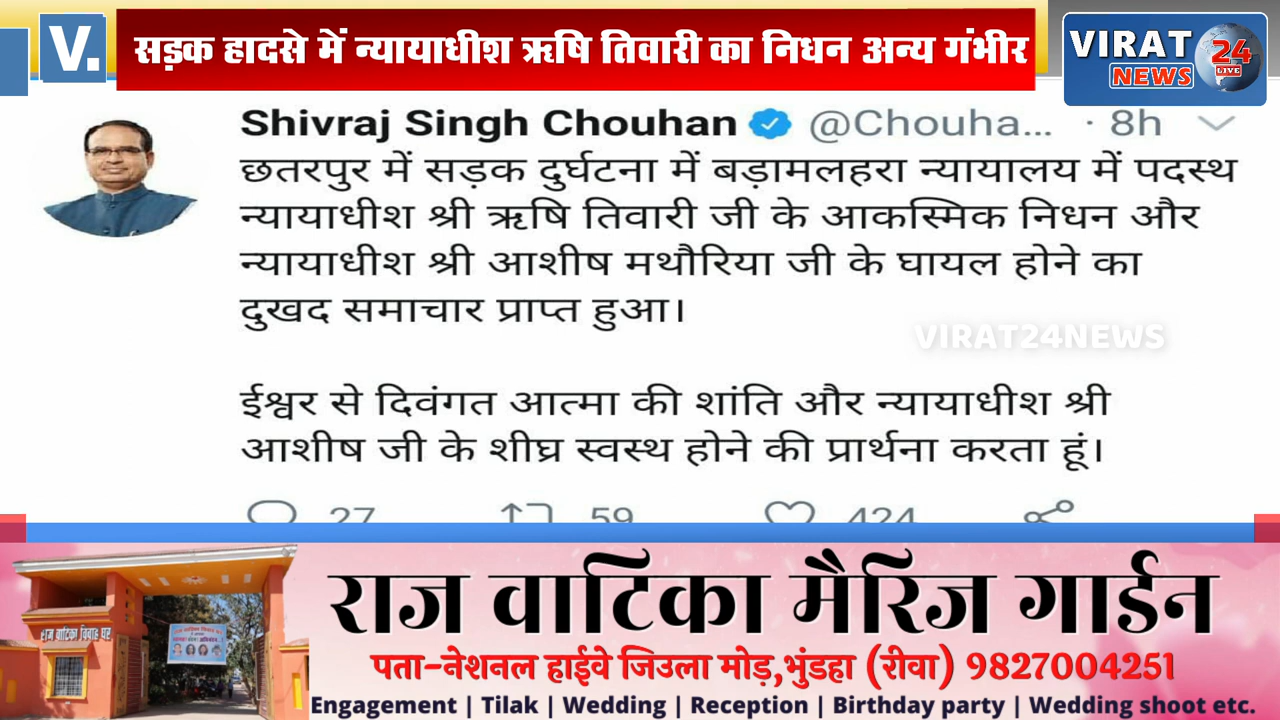 V.
सड़क हादसे में न्यायाधीश ऋषि तिवारी का निधन अन्य गंभीर
VIRAT
24
NEWS
LIVE
Shivraj Singh Chouhan @Chouha... · 8h
छतरपुर में सड़क दुर्घटना में बड़ामलहरा न्यायालय में पदस्थ
न्यायाधीश श्री ऋषि तिवारी जी के आकस्मिक निधन और
न्यायाधीश श्री आशीष मथौरिया जी के घायल होने का
दुखद समाचार प्राप्त हुआ।
VIRAT24NEWS
ईश्वर से दिवंगत आत्मा की शांति और न्यायाधीश श्री
आशीष जी के शीघ्र स्वस्थ होने की प्रार्थना करता हूं।
27 59 424
राज वाटिका मैरिज गार्डन
राज वाटिका विवाह घर
पता-नेशनल हाईवे जिउला मोड़,भुंडहा (रीवा) 9827004251
Engagement | Tilak | Wedding | Reception | Birthday party | Wedding shoot etc.